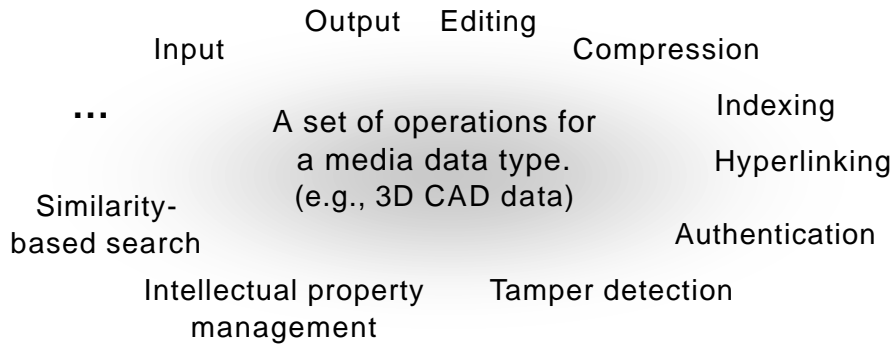 Output Editing
Input
Compression
...
Indexing
A set of operations for
a media data type.
(e.g., 3D CAD data)
Hyperlinking
Similarity-
based search
Authentication
Intellectual property
management
Tamper detection